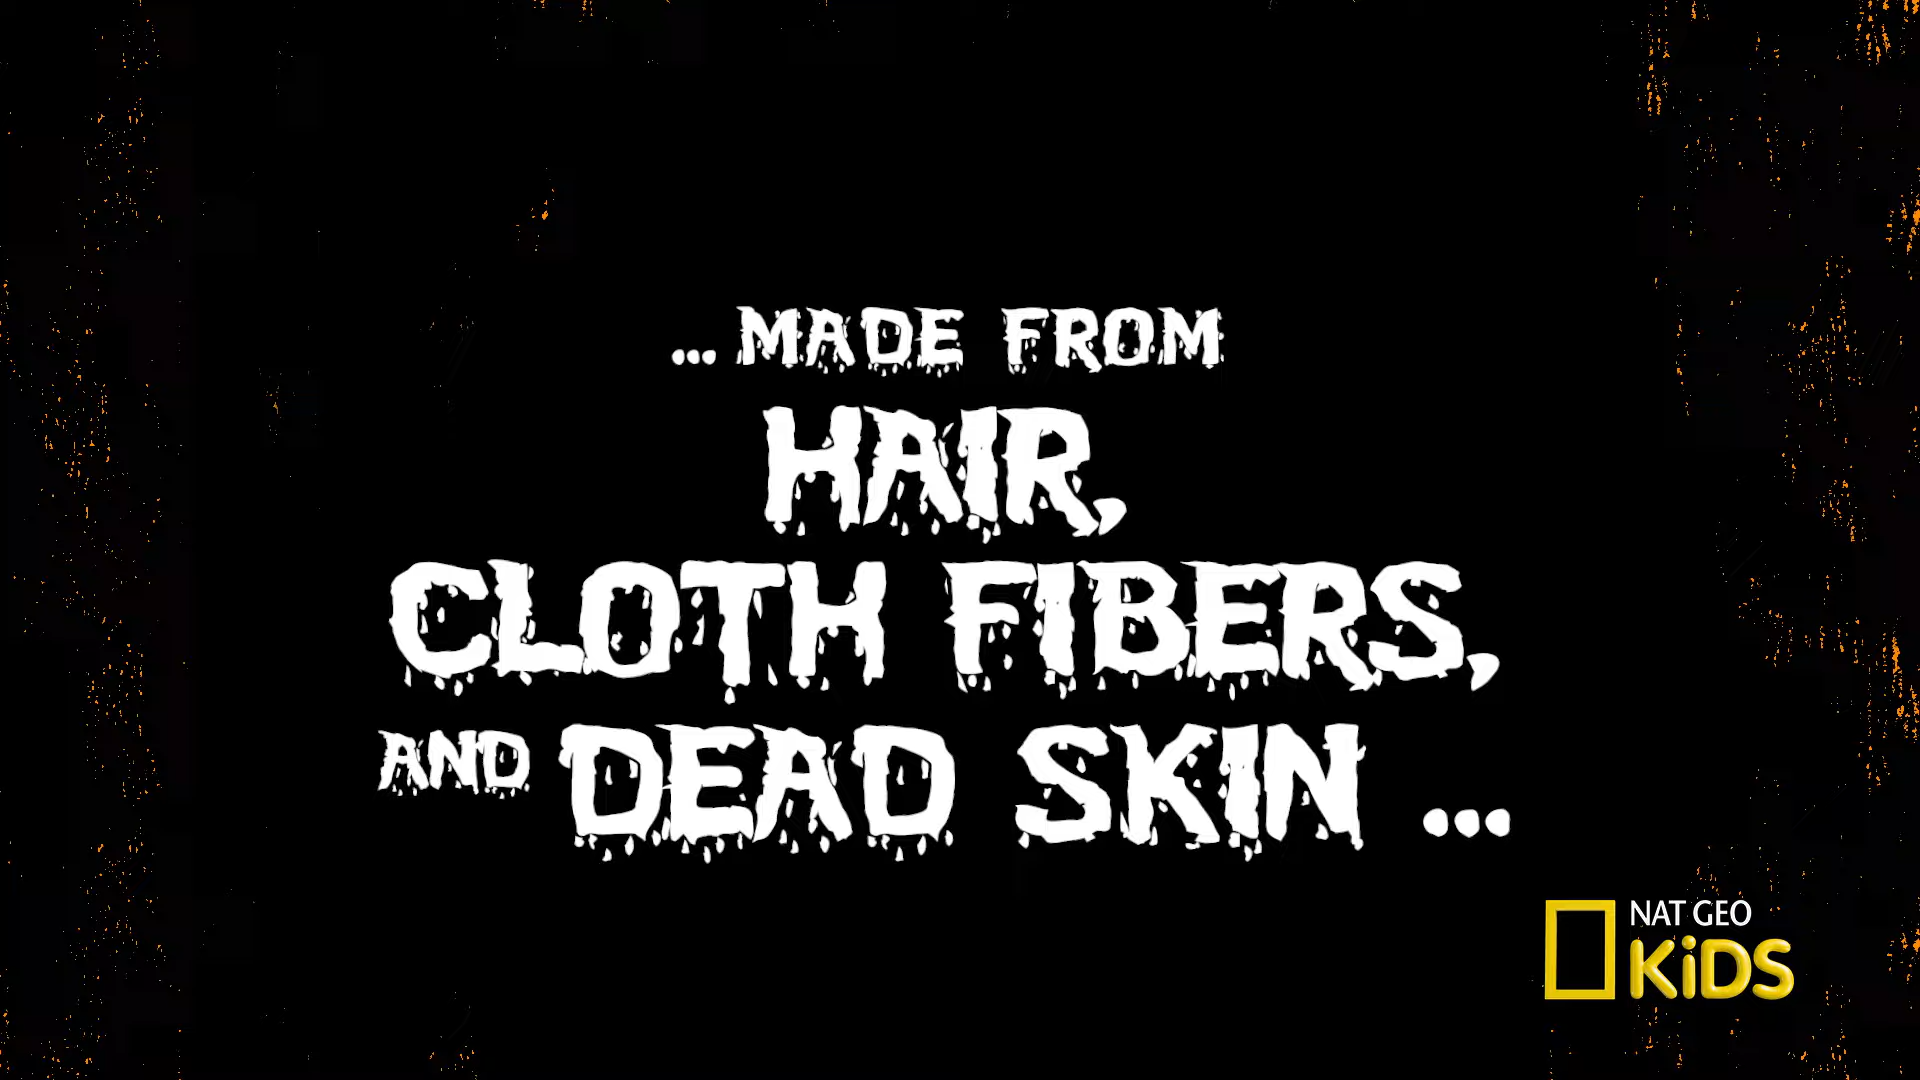 ... MADE FROM
HAIR,
CLOTH FIBERS,
AND DEAD SKIN ...
NAT GEO
KiDS